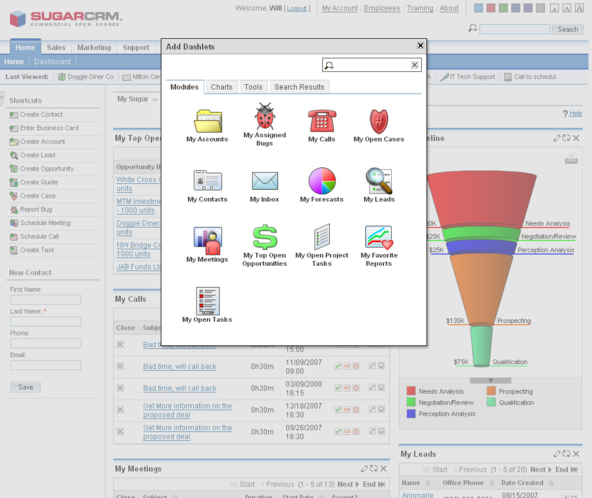 SUGARCRM.
COMMERCIAL OPEN SOURCE
Welcome, Will [ Logout ]
My Account | Employees | Training | About
A A A
Search
Home Sales Marketing Support
Home Dashboard
Last Viewed: Doggie Diner Co Milton Cer A IT Tech Support Call to schedul
Add Dashlets
Modules Charts Tools Search Results
My Accounts
My Assigned Bugs
My Calls
My Open Cases
My Contacts
My Inbox
My Forecasts
My Leads
My Meetings
My Top Open Opportunities
My Open Project Tasks
My Favorite Reports
My Open Tasks
Shortcuts
Create Contact
Enter Business Card
Create Account
Create Lead
Create Opportunity
Create Quote
Create Case
Report Bug
Schedule Meeting
Schedule Call
Create Task
New Contact
First Name:
Last Name: *
Phone:
Email:
Save
My Sugar
Help
My Top Ope
Opportunity N
White Cross C
units
MTM Investme
- 1000 units
Doggie Diner
units
NW Bridge Co
1000 units
JAB Funds Lt
eline
Needs Analysis
$25K Negotiation/Review
$25K Perception Analysis
$135K Prospecting
$75K Qualification
Needs Analysis Prospecting
Negotiation/Review Qualification
Perception Analysis
My Calls
Close Subje
Bad time, will call back 0h30m
15:00
Bad time, will call back 0h30m 11/09/2007 09:00
Bad time, will call back 0h30m 03/09/2008 16:15
Get More information on the proposed deal 0h30m 12/18/2007 16:30
Get More information on the proposed deal 0h30m 09/26/2007 16:30
My Meetings
Start Previous (1 - 5 of 13) Next End
Close Subject Duration Start Date Accept?
My Leads
Start Previous (1 - 5 of 20) Next End
Name Office Phone Date Created
Annmarie 08/15/2007